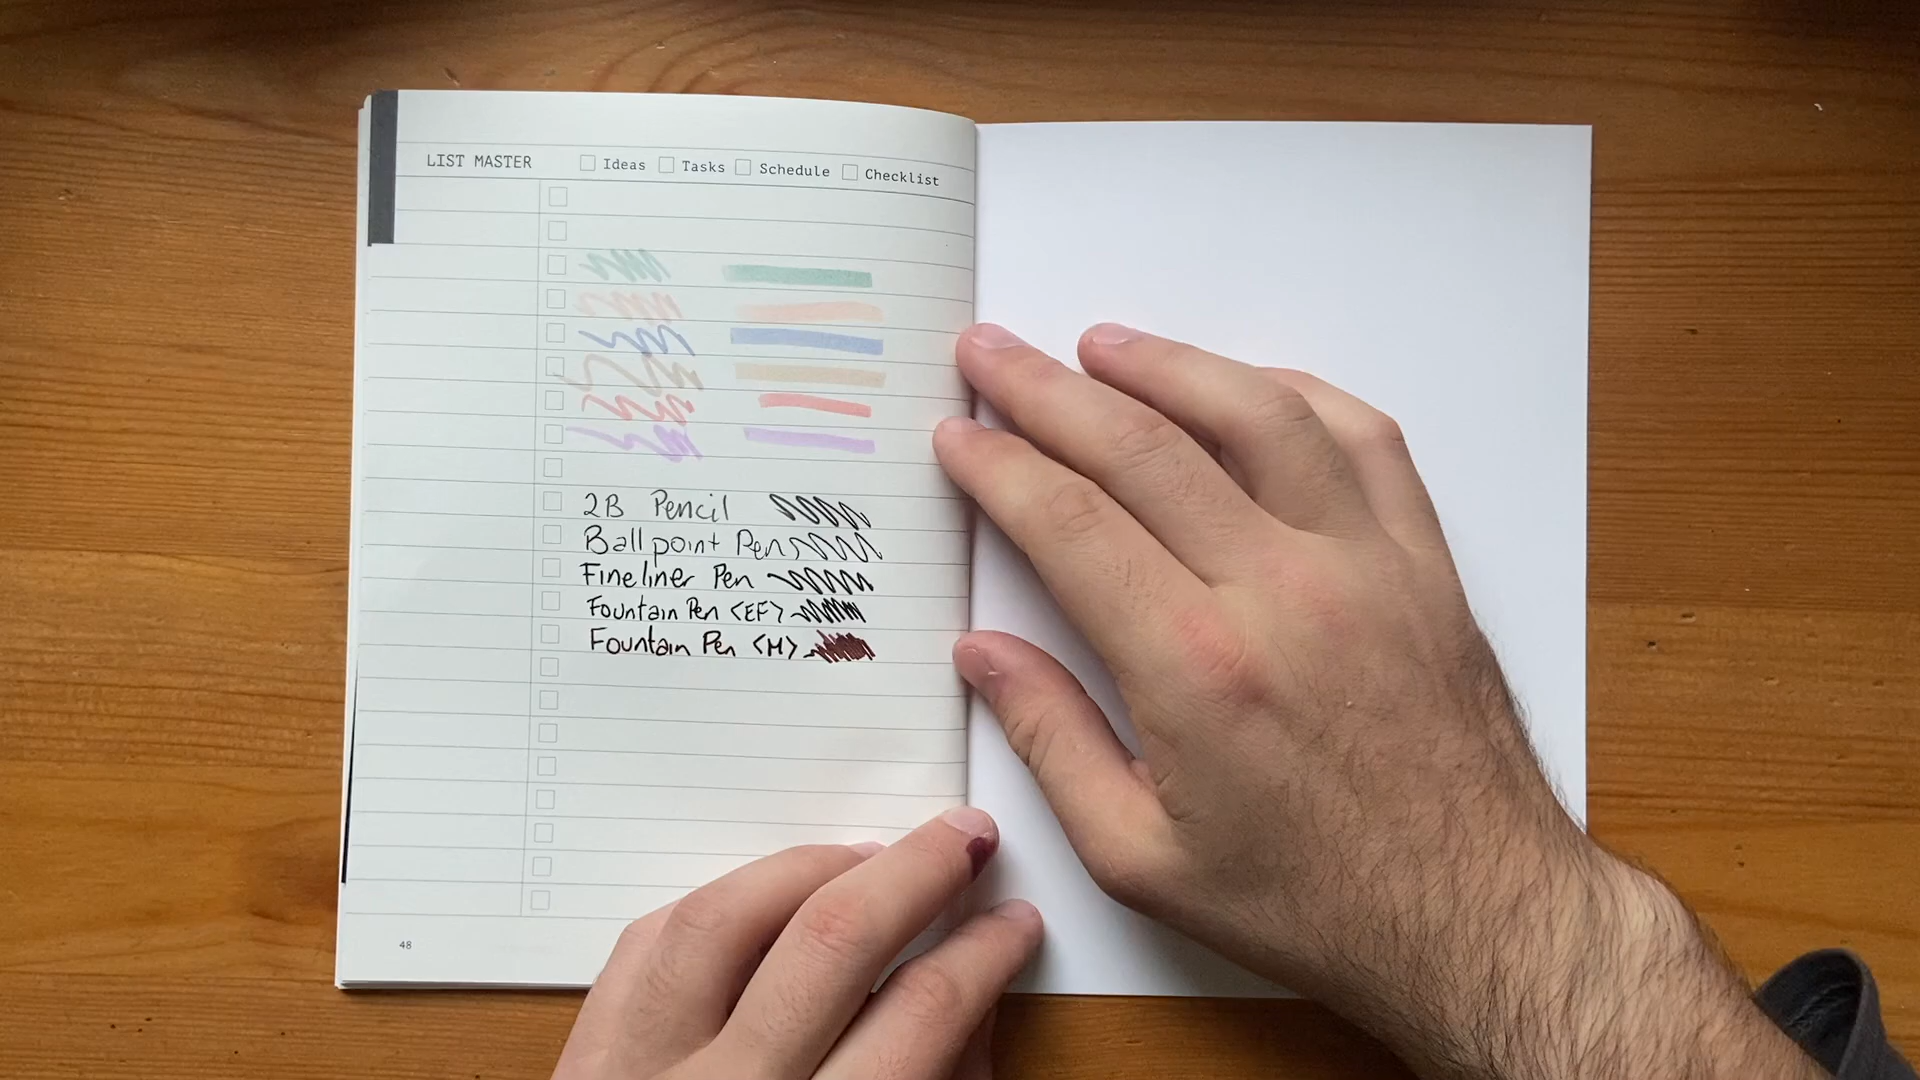 LIST MASTER Ideas Tasks Schedule Checklist
2B Pencil
Ballpoint Pen
Fineliner Pen
Fountain Pen <EF>
Fountain Pen <M>
48